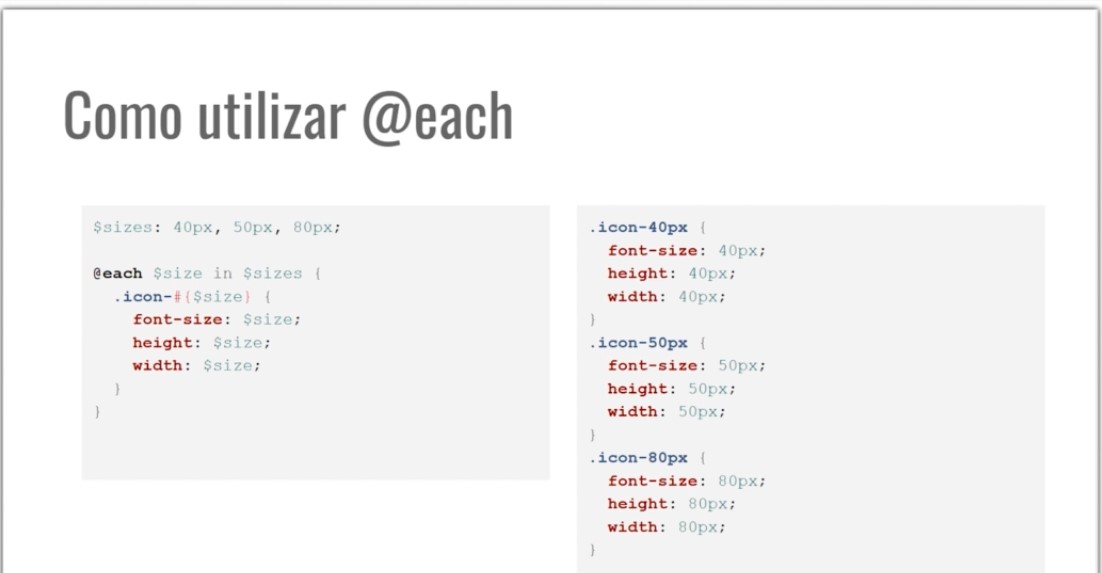 Como utilizar @each
$sizes: 40px, 50px, 80px;
@each $size in $sizes {
.icon-#{$size} {
font-size: $size;
height: $size;
width: $size;
}
}
.icon-40px {
font-size: 40px;
height: 40px;
width: 40px;
}
.icon-50px {
font-size: 50px;
height: 50px;
width: 50px;
}
.icon-80px {
font-size: 80px;
height: 80px;
width: 80px;
}